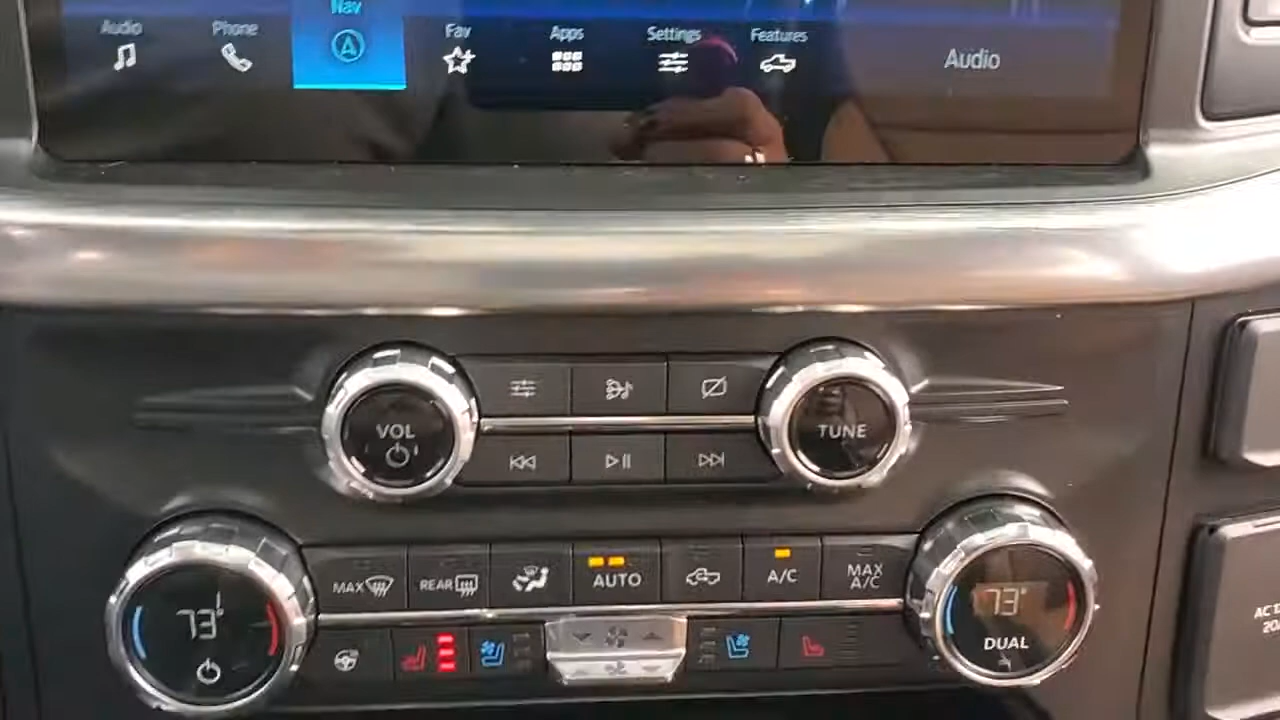 Audio
Phone
Nav
Fav
Apps
Settings
Features
Audio
VOL
TUNE
MAX
REAR
AUTO
A/C
MAX
A/C
73°
73°
DUAL